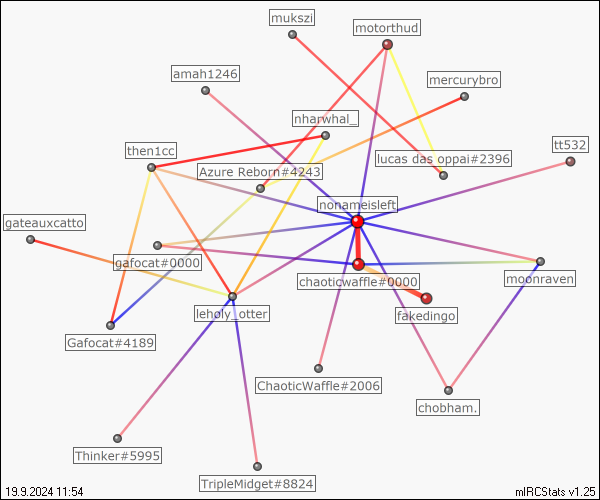 mukszi
motorthud
amah1246
mercurybro
nharwhal_
then1cc
lucas das oppai#2396
tt532
Azure Reborn#4243
nonameisleft
gateauxcatto
gafocat#0000
chaoticwaffle#0000
moonraven
leholy_otter
fakedingo
Gafocat#4189
ChaoticWaffle#2006
chobham.
Thinker#5995
TripleMidget#8824
19.9.2024 11:54
mIRCStats v1.25